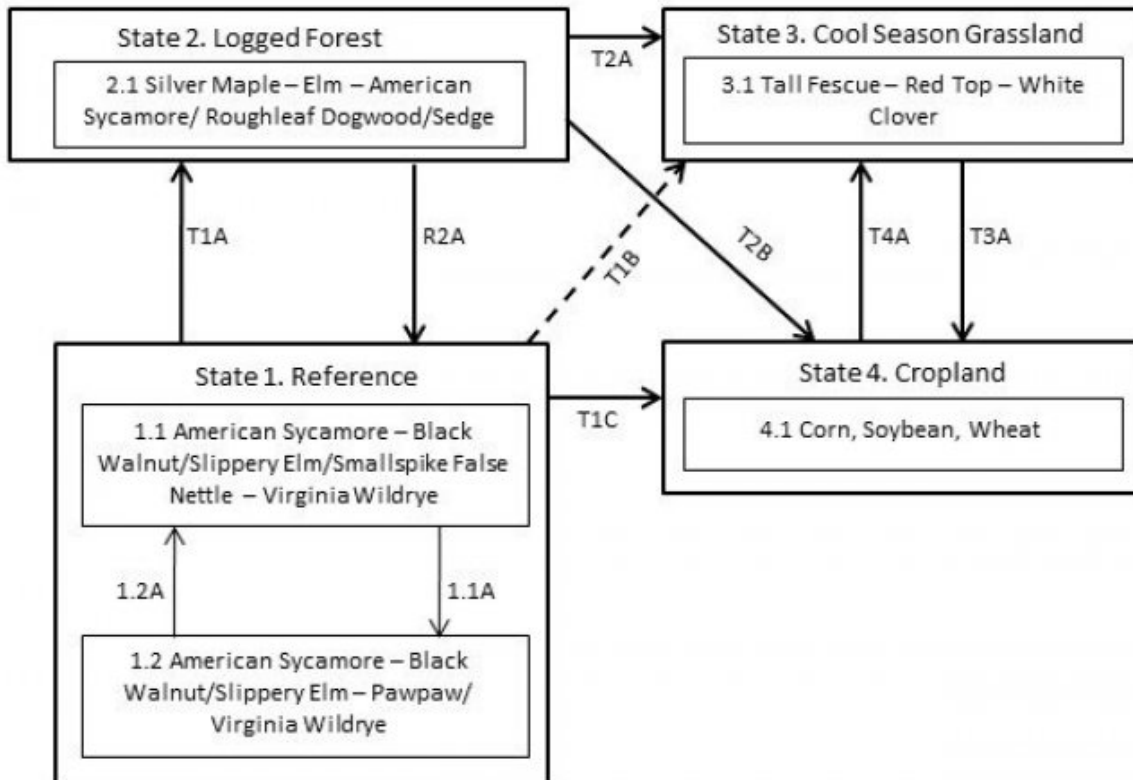 State 2. Logged Forest
2.1 Silver Maple – Elm – American
Sycamore/ Roughleaf Dogwood/Sedge
T2A
State 3. Cool Season Grassland
3.1 Tall Fescue – Red Top – White
Clover
T1A
R2A
T1B
T2B
T4A
T3A
State 1. Reference
1.1 American Sycamore – Black
Walnut/Slippery Elm/Smallspike False
Nettle – Virginia Wildrye
1.2A
1.1A
1.2 American Sycamore – Black
Walnut/Slippery Elm – Pawpaw/
Virginia Wildrye
T1C
State 4. Cropland
4.1 Corn, Soybean, Wheat